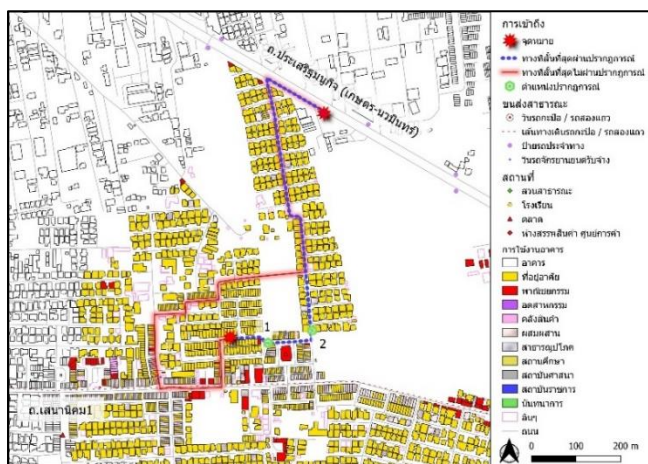 ถ.ประเสริฐมนูกิจ (เกษตร-นวมินทร์)
1
2
ถ.เสนานิคม1
การเข้าถึง
จุดหมาย
ทางที่สั้นที่สุดผ่านปรากฏการณ์
ทางที่สั้นที่สุดไม่ผ่านปรากฏการณ์
ตำแหน่งปรากฏการณ์
ขนส่งสาธารณะ
วินรถกะป๊อ / รถสองแถว
เส้นทางเดินรถกะป๊อ / รถสองแถว
ป้ายรถประจำทาง
วินรถจักรยานยนต์รับจ้าง
สถานที่
สวนสาธารณะ
โรงเรียน
ตลาด
ห้างสรรพสินค้า ศูนย์การค้า
การใช้งานอาคาร
อาคาร
ที่อยู่อาศัย
พาณิชยกรรม
อุตสาหกรรม
คลังสินค้า
ผสมผสาน
สาธารณูปโภค
สถานศึกษา
สถาบันศาสนา
สถาบันราชการ
นันทนาการ
อื่นๆ
ถนน
0 100 200 m